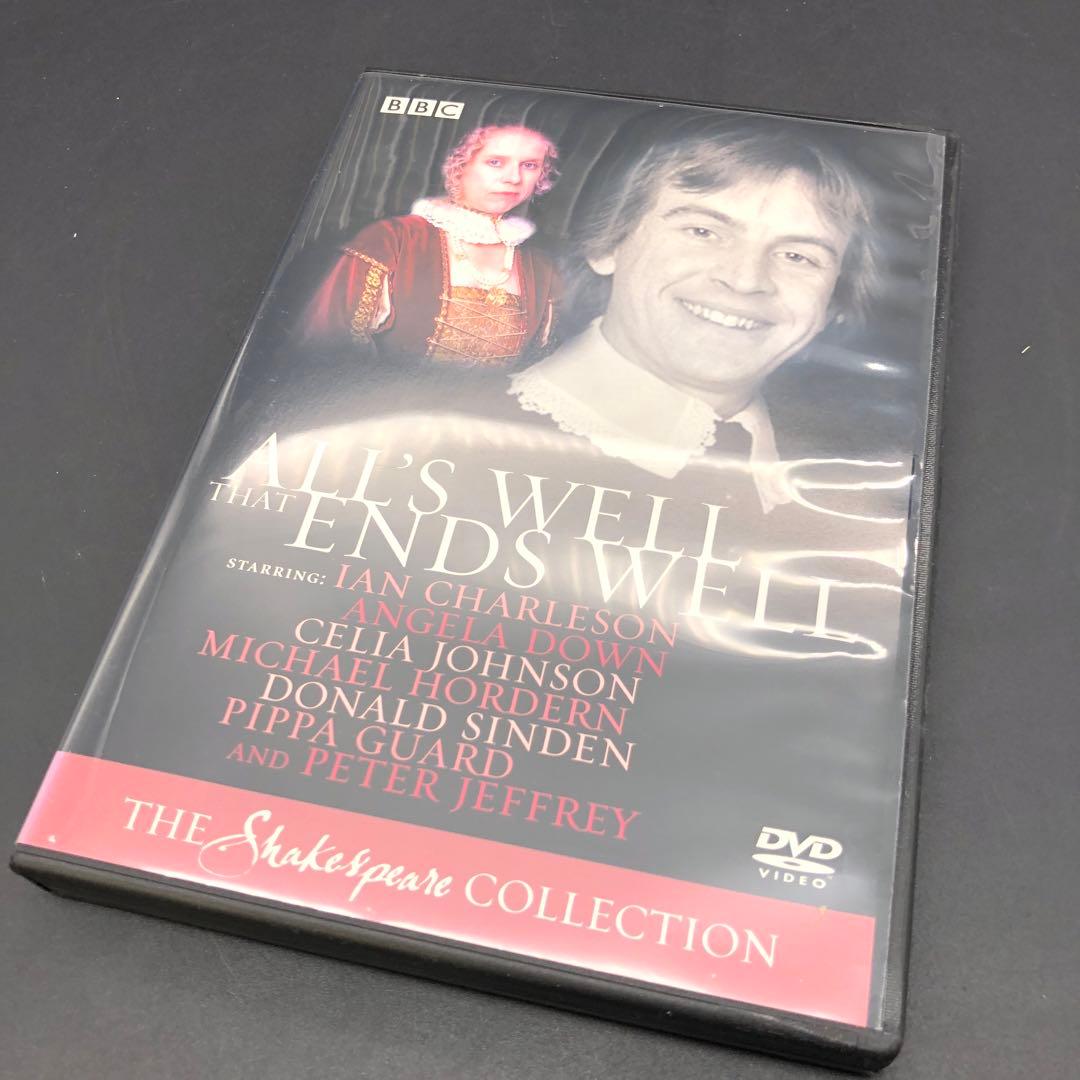 BBC
ALL'S WELL
THAT ENDS WELL
STARRING: IAN CHARLESON
ANGELA DOWN
CELIA JOHNSON
MICHAEL HORDERN
DONALD SINDEN
PIPPA GUARD
AND PETER JEFFREY
DVD
VIDEO
THE Shakespeare COLLECTION